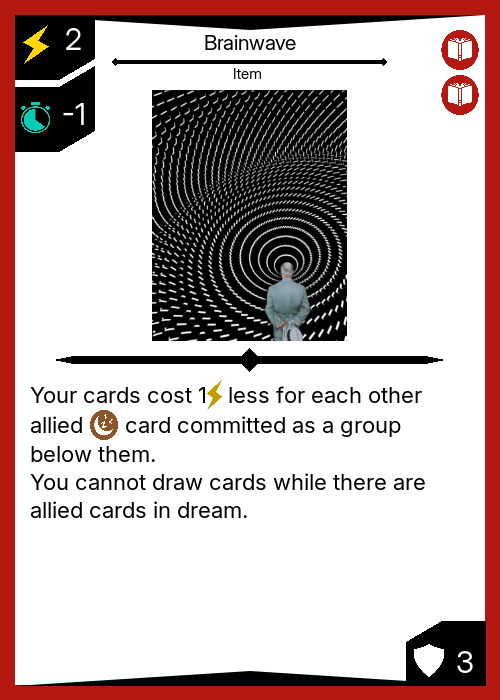 2
Brainwave
Item
-1
Your cards cost 1 less for each other
allied card committed as a group
below them.
You cannot draw cards while there are
allied cards in dream.
3